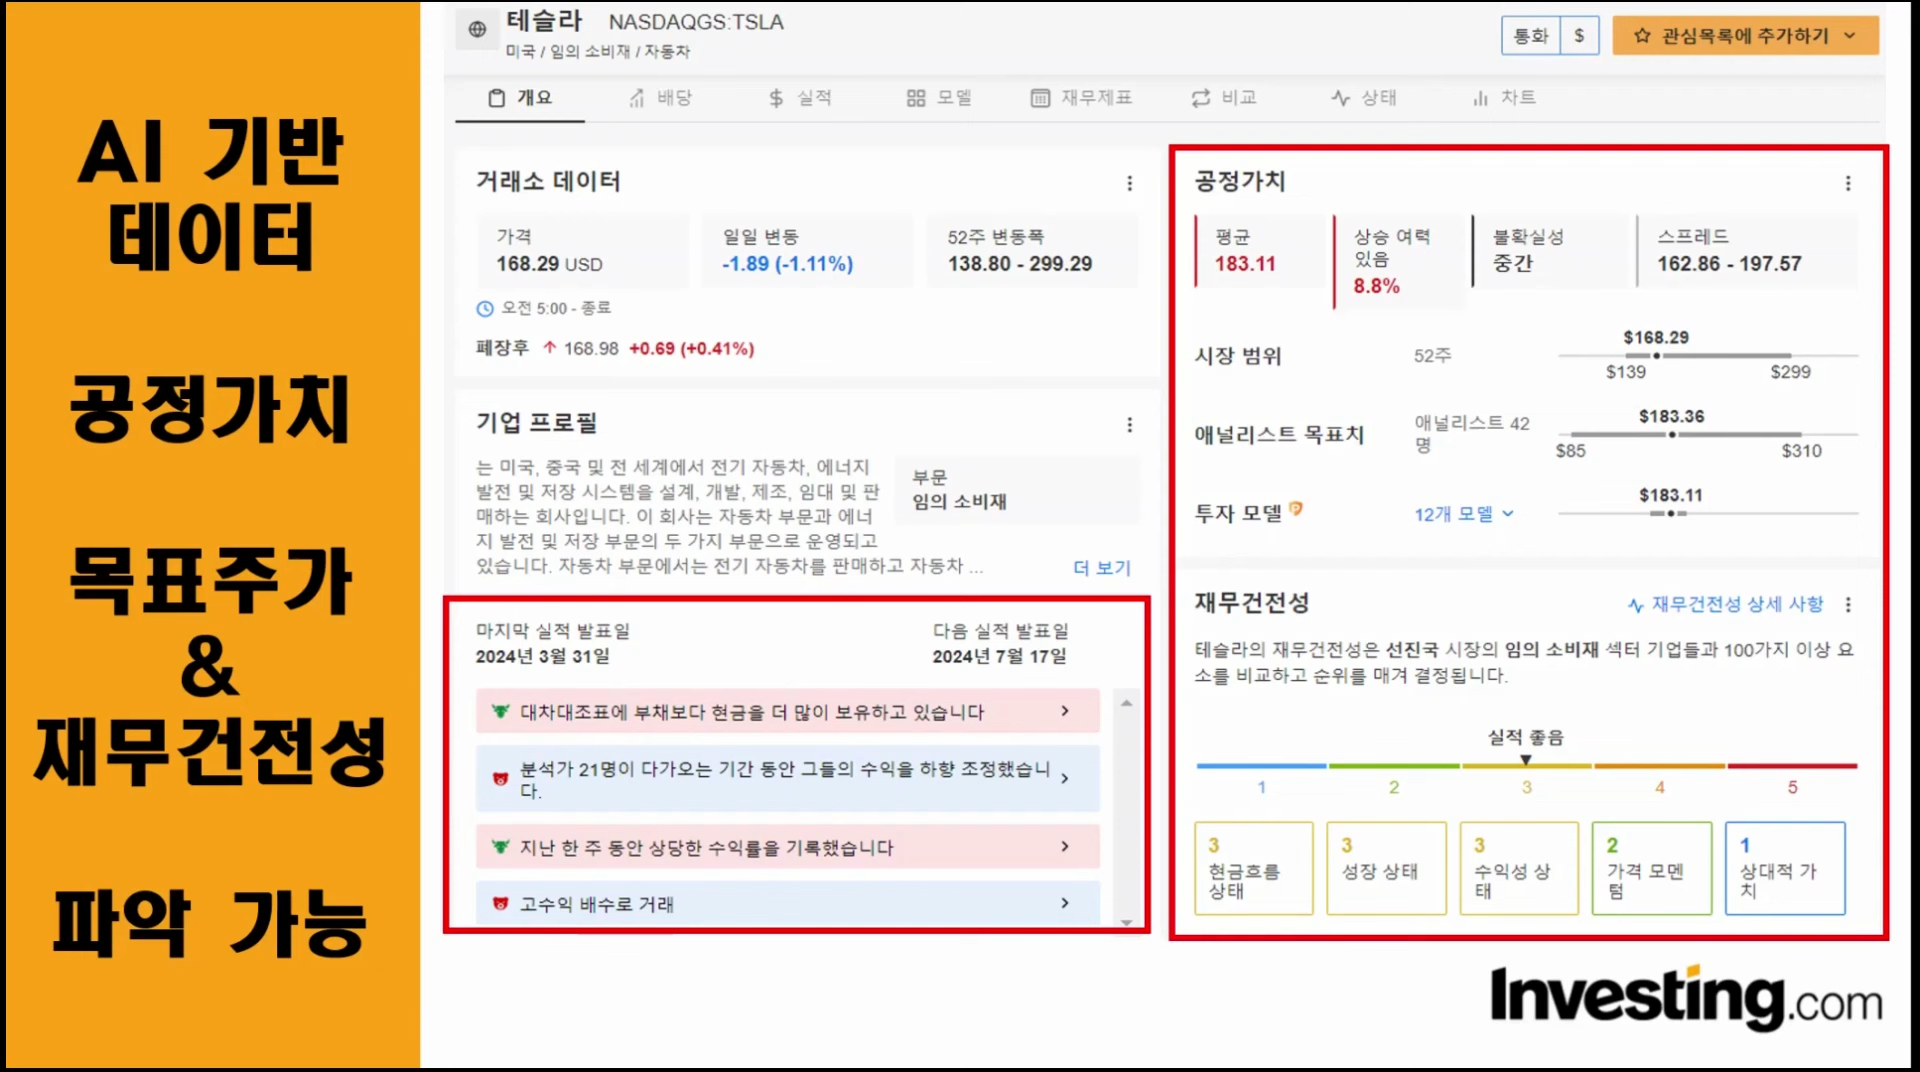 AI 기반
데이터
공정가치
목표주가
&
재무건전성
파악 가능
테슬라 NASDAQGS:TSLA
미국 / 임의 소비재 / 자동차
통화 $
관심목록에 추가하기
개요 배당 실적 모델 재무제표 비교 상태 차트
거래소 데이터
가격
168.29 USD
일일 변동
-1.89 (-1.11%)
52주 변동폭
138.80 - 299.29
오전 5:00 - 종료
폐장후 168.98 +0.69 (+0.41%)
기업 프로필
는 미국, 중국 및 전 세계에서 전기 자동차, 에너지
발전 및 저장 시스템을 설계, 개발, 제조, 임대 및 판
매하는 회사입니다. 이 회사는 자동차 부문과 에너
지 발전 및 저장 부문의 두 가지 부문으로 운영되고
있습니다. 자동차 부문에서는 전기 자동차를 판매하고 자동차 ...
부문
임의 소비재
더 보기
마지막 실적 발표일
2024년 3월 31일
다음 실적 발표일
2024년 7월 17일
대차대조표에 부채보다 현금을 더 많이 보유하고 있습니다
분석가 21명이 다가오는 기간 동안 그들의 수익을 하향 조정했습니
다.
지난 한 주 동안 상당한 수익률을 기록했습니다
고수익 배수로 거래
공정가치
평균
183.11
상승 여력
있음
8.8%
불확실성
중간
스프레드
162.86 - 197.57
시장 범위 52주
$168.29
$139 $299
애널리스트 목표치
애널리스트 42
명
$183.36
$85 $310
투자 모델 12개 모델
$183.11
재무건전성
재무건전성 상세 사항
테슬라의 재무건전성은 선진국 시장의 임의 소비재 섹터 기업들과 100가지 이상 요
소를 비교하고 순위를 매겨 결정됩니다.
실적 좋음
1 2 3 4 5
3
현금흐름
상태
3
성장 상태
3
수익성 상
태
2
가격 모멘
텀
1
상대적 가
치
Investing.com